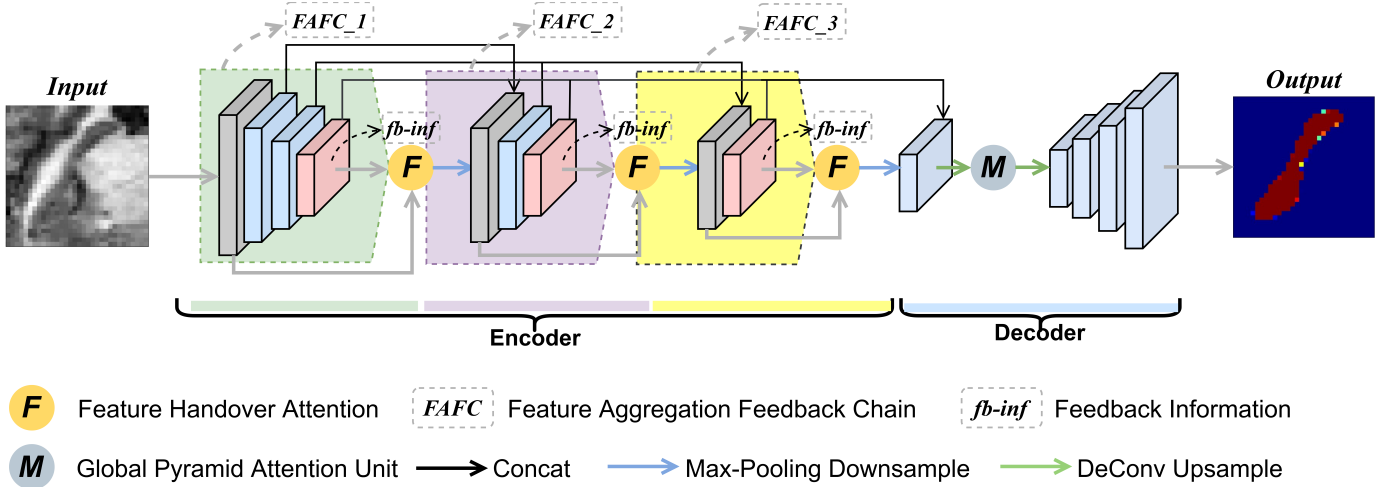 FAFC_1
FAFC_2
FAFC_3
Input
Output
fb-inf
fb-inf
fb-inf
F
F
F
M
Encoder
Decoder
F Feature Handover Attention
FAFC Feature Aggregation Feedback Chain
fb-inf Feedback Information
M Global Pyramid Attention Unit
Concat
Max-Pooling Downsample
DeConv Upsample